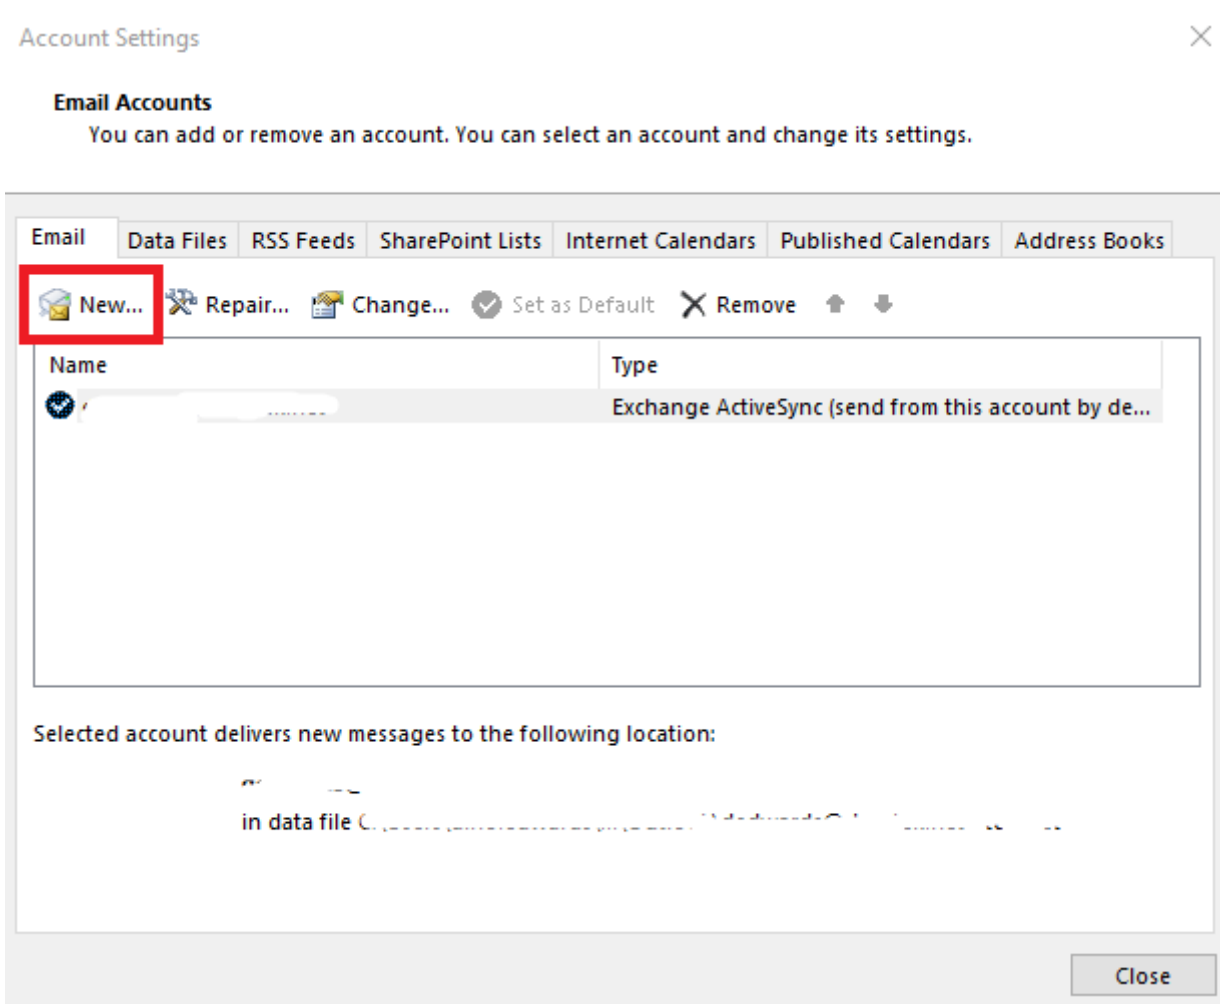 Account Settings
Email Accounts
You can add or remove an account. You can select an account and change its settings.
Email Data Files RSS Feeds SharePoint Lists Internet Calendars Published Calendars Address Books
New... Repair... Change... Set as Default Remove
Name Type
Exchange ActiveSync (send from this account by de...
Selected account delivers new messages to the following location:
in data file
Close